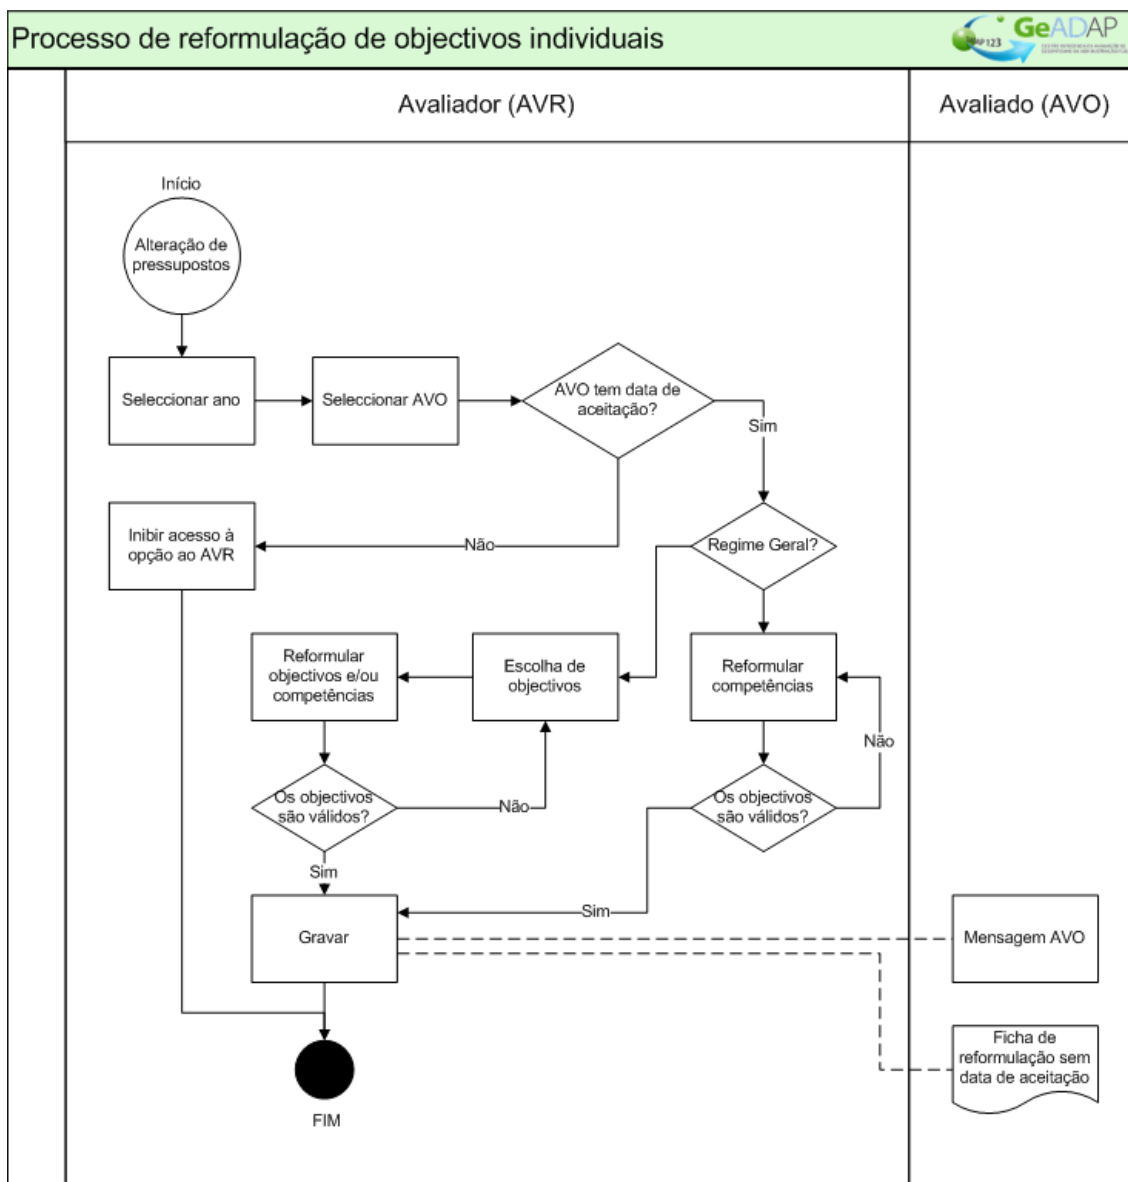 Processo de reformulação de objectivos individuais
GeADAP
123
Avaliador (AVR)
Avaliado (AVO)
Início
Alteração de
pressupostos
Seleccionar ano
Seleccionar AVO
AVO tem data de
aceitação?
Sim
Inibir acesso à
opção ao AVR
Não
Regime Geral?
Reformular
objectivos e/ou
competências
Escolha de
objectivos
Reformular
competências
Não
Os objectivos
são válidos?
Não
Os objectivos
são válidos?
Sim
Gravar
Sim
Mensagem AVO
Ficha de
reformulação sem
data de aceitação
FIM